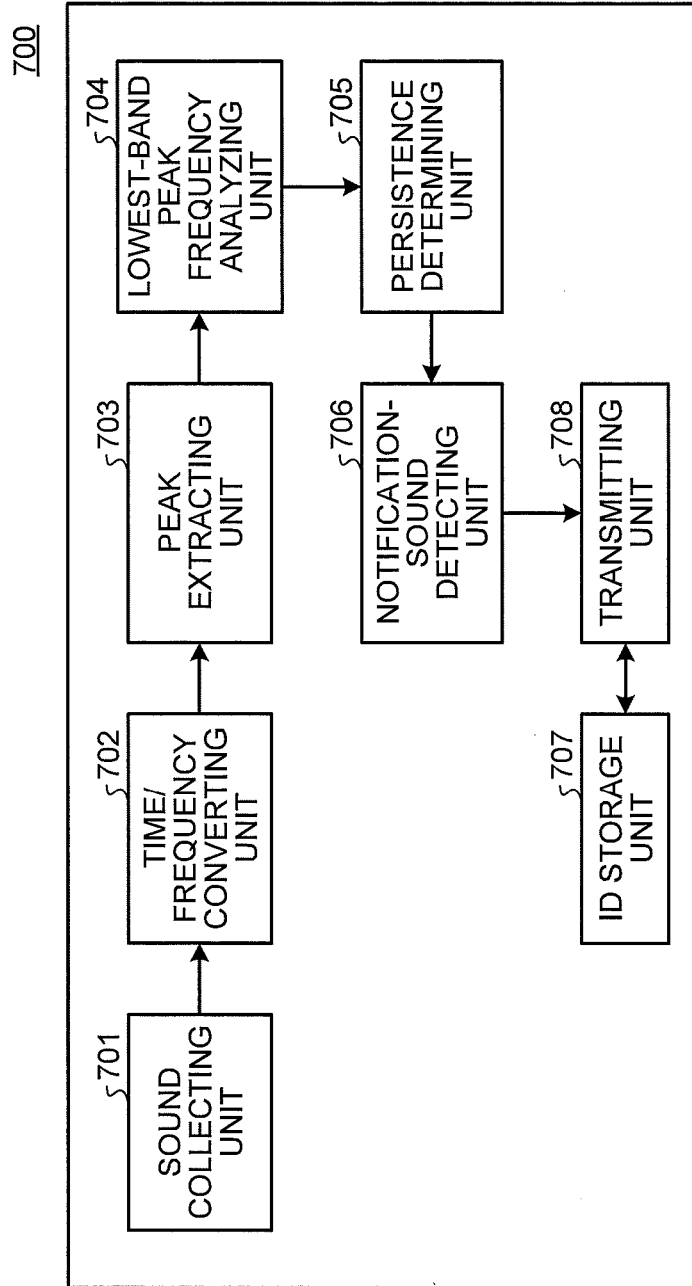 700
701
SOUND
COLLECTING
UNIT
702
TIME/
FREQUENCY
CONVERTING
UNIT
703
PEAK
EXTRACTING
UNIT
704
LOWEST-BAND
PEAK
FREQUENCY
ANALYZING
UNIT
705
PERSISTENCE
DETERMINING
UNIT
706
NOTIFICATION-
SOUND
DETECTING
UNIT
707
ID STORAGE
UNIT
708
TRANSMITTING
UNIT